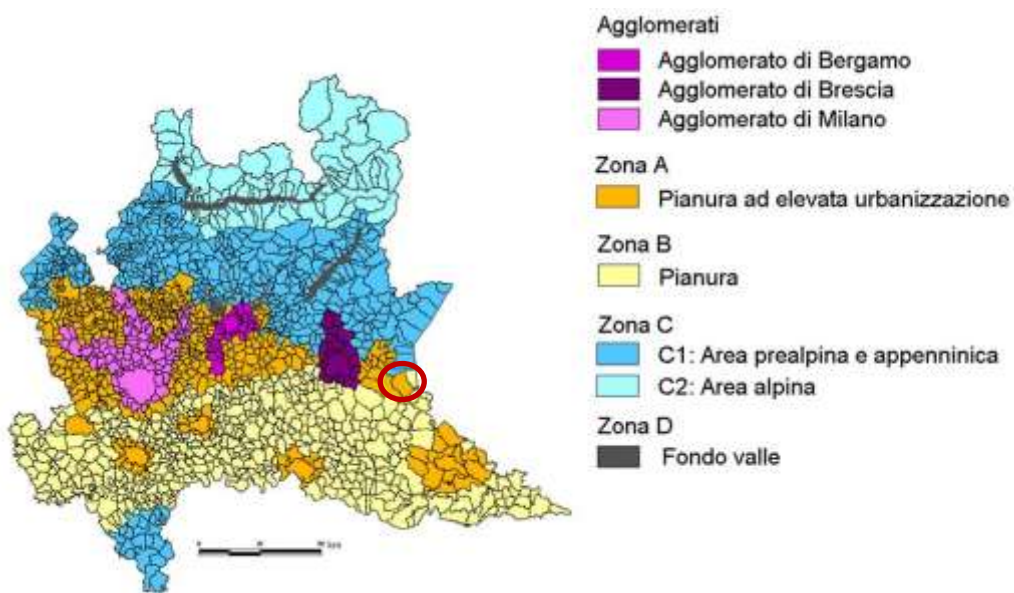 Agglomerati
Agglomerato di Bergamo
Agglomerato di Brescia
Agglomerato di Milano
Zona A
Pianura ad elevata urbanizzazione
Zona B
Pianura
Zona C
C1: Area prealpina e appenninica
C2: Area alpina
Zona D
Fondo valle